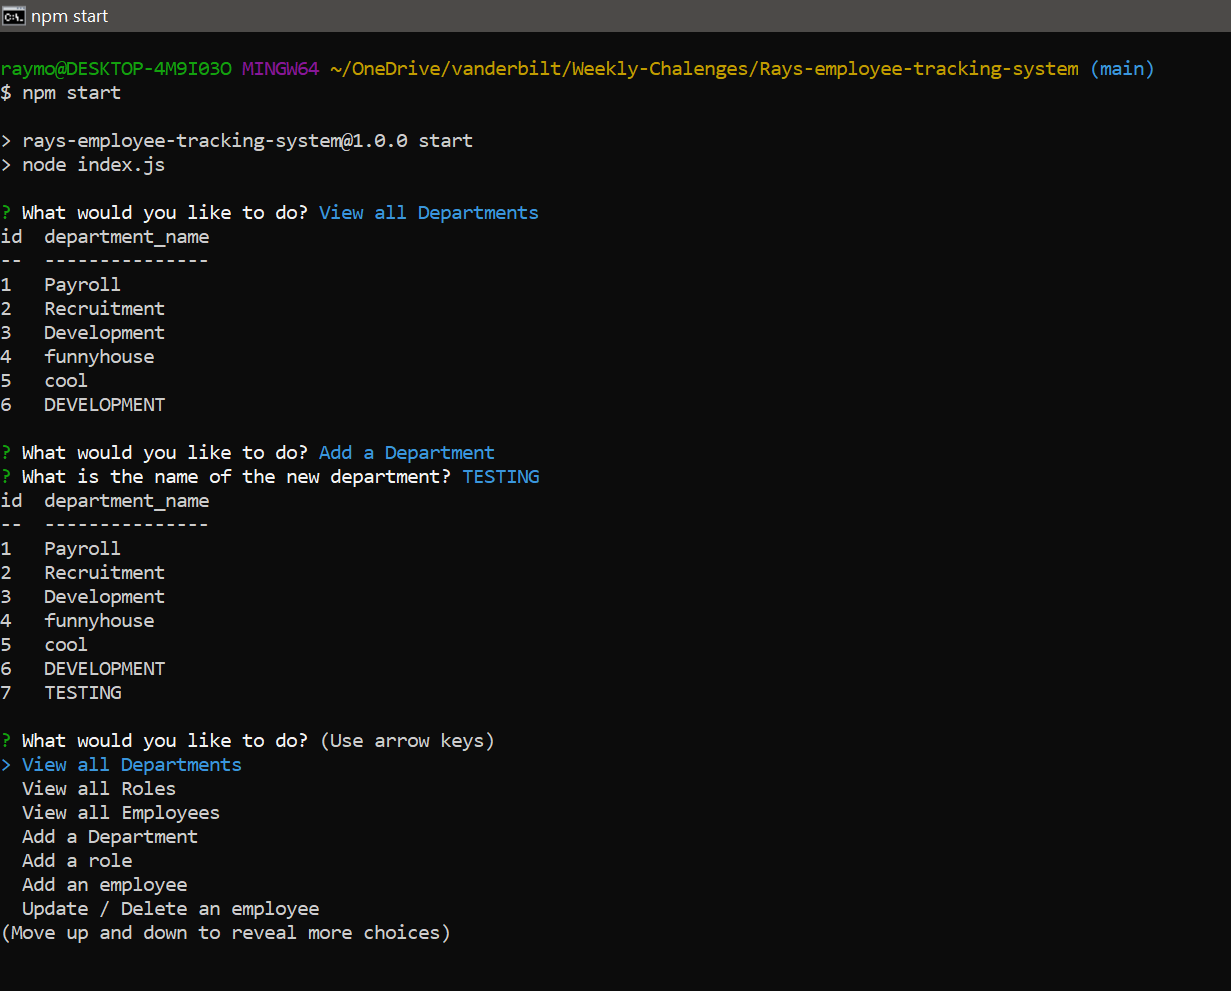 C:\. npm start
raymo@DESKTOP-4M9I03O MINGW64 ~/OneDrive/vanderbilt/Weekly-Chalenges/Rays-employee-tracking-system (main)
$ npm start
> rays-employee-tracking-system@1.0.0 start
> node index.js
? What would you like to do? View all Departments
id  department_name
--  ---------------
1   Payroll
2   Recruitment
3   Development
4   funnyhouse
5   cool
6   DEVELOPMENT
? What would you like to do? Add a Department
? What is the name of the new department? TESTING
id  department_name
--  ---------------
1   Payroll
2   Recruitment
3   Development
4   funnyhouse
5   cool
6   DEVELOPMENT
7   TESTING
? What would you like to do? (Use arrow keys)
> View all Departments
  View all Roles
  View all Employees
  Add a Department
  Add a role
  Add an employee
  Update / Delete an employee
(Move up and down to reveal more choices)